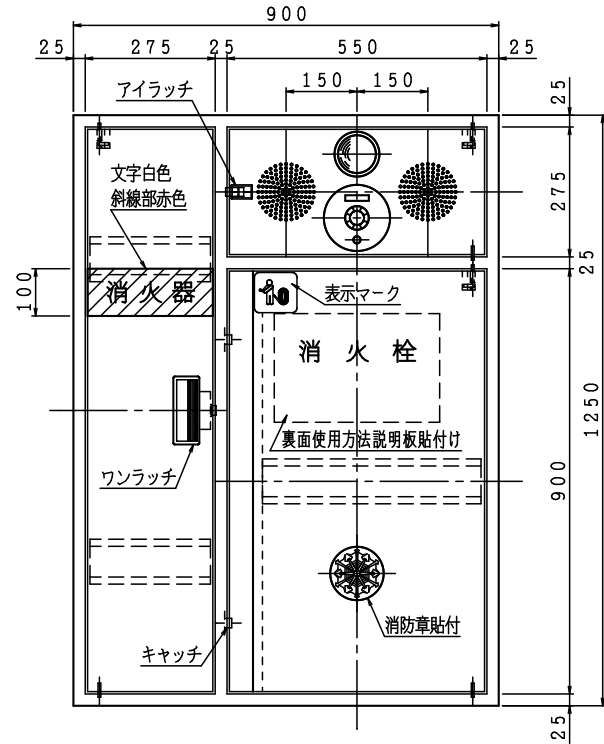 900
25 275 25 550 25
150 150
アイラッチ
25
文字白色
斜線部赤色
275
25
100
消火器
表示マーク
消火栓
1250
裏面使用方法説明板貼付け
900
ワンラッチ
消防章貼付
キャッチ
25